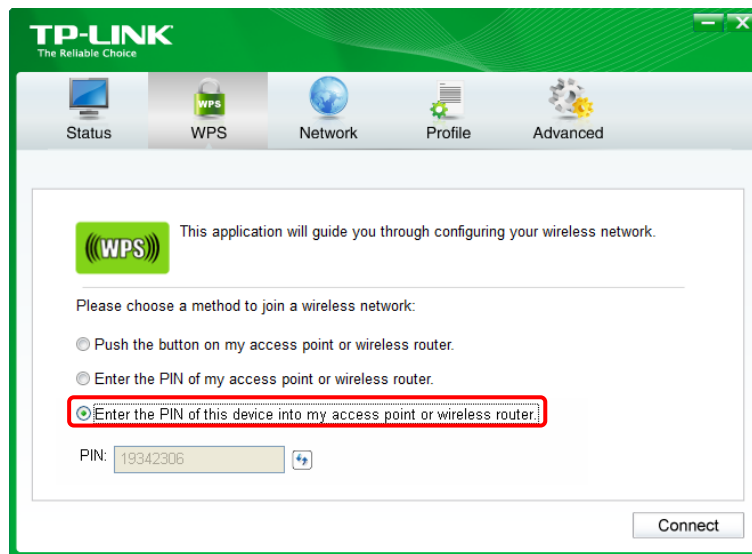 TP-LINK
The Reliable Choice
Status
WPS
WPS
Network
Profile
Advanced
WPS
This application will guide you through configuring your wireless network.
Please choose a method to join a wireless network:
Push the button on my access point or wireless router.
Enter the PIN of my access point or wireless router.
Enter the PIN of this device into my access point or wireless router.
PIN: 19342306
Connect